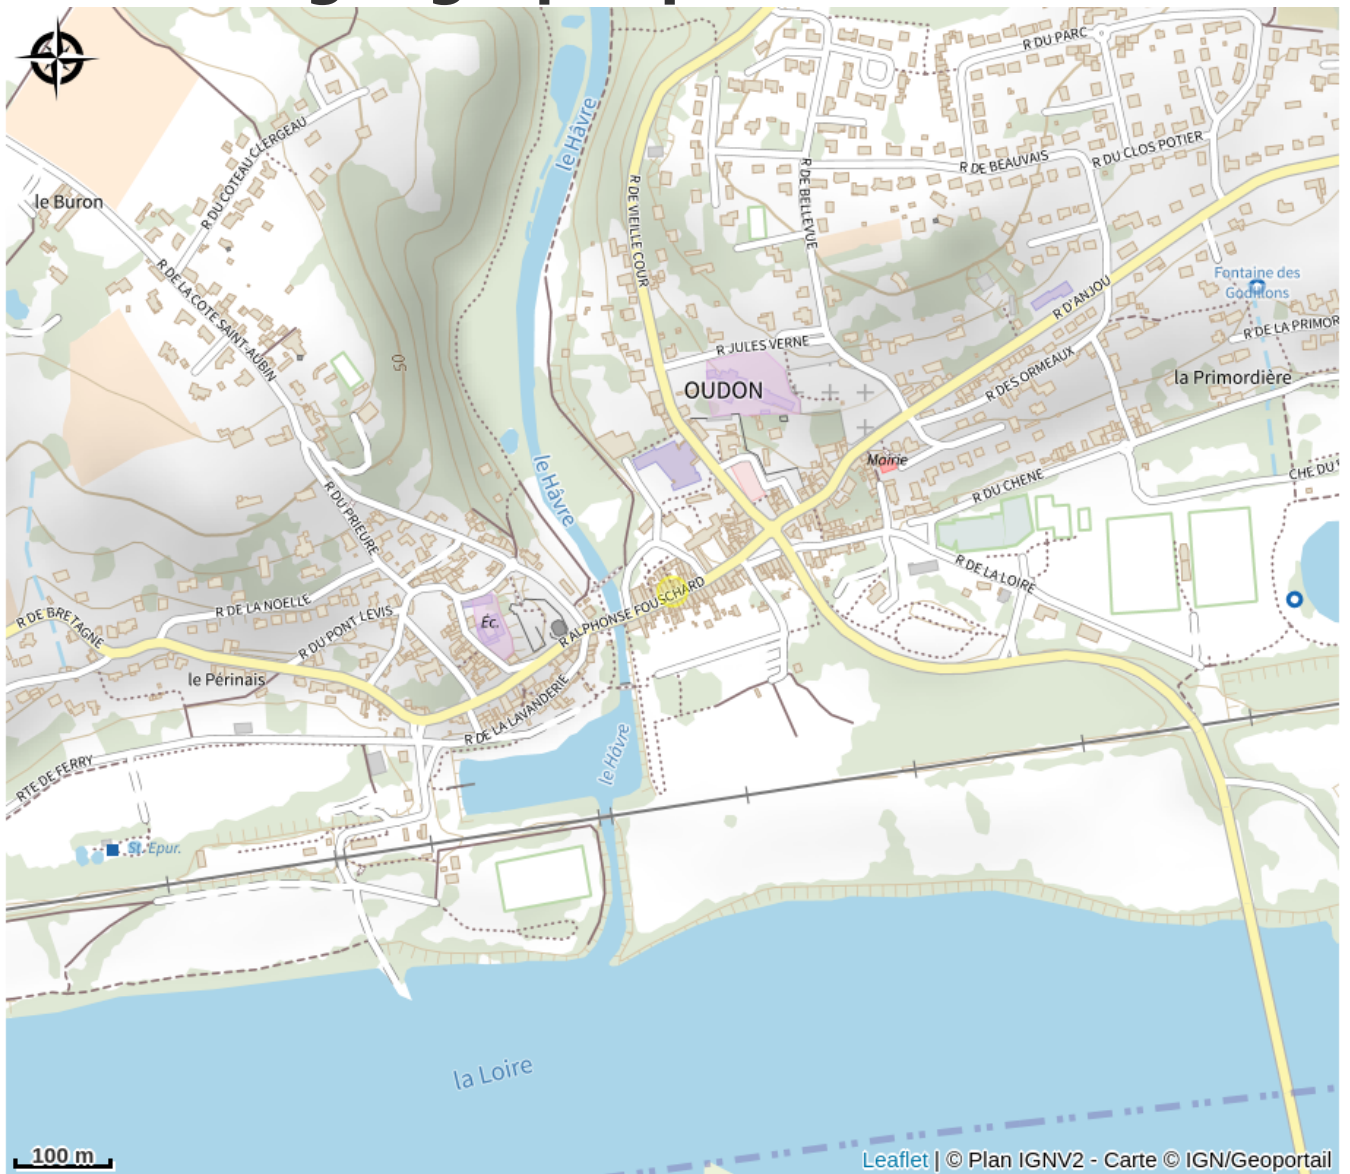 R DU PARC
le Hâvre
R DU COTEAU CLERGEAU
R DE BEAUVAIS
R DU CLOS POTIER
le Buron
R DE VIEILLE COUR
R DE BELLEVUE
R DE LA COTE SAINT-AUBIN
Fontaine des
Godillons
R D'ANJOU
R DE LA PRIMOR
R JULES VERNE
50
OUDON
R DES ORMEAUX
la Primordière
Mairie
CHE DU
R DU CHENE
le Hâvre
R DU PRIEURE
R DE LA LOIRE
R ALPHONSE FOUSCHARD
R DE LA NOELLE
R DE BRETAGNE
R DU PONT LEVIS
Éc.
le Périnais
R DE LA LAVANDERIE
le Hâvre
RTE DE FERRY
St. Epur.
la Loire
100 m
Leaflet | © Plan IGNV2 - Carte © IGN/Geoportail